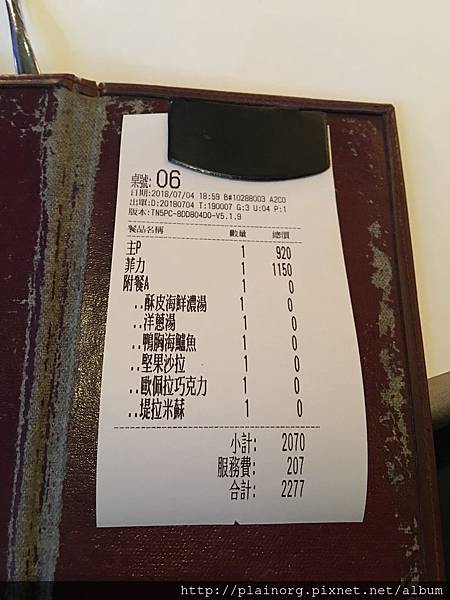 桌號: 06
日期:2018/07/04 18:59 B#10288003 A2C0
出單:D:20180704 T:190007 G:3 U:04 P:1
版本:TN5PC-8DD804D0-V5.1.9
餐品名稱 數量 總價
主P 1 920
菲力 1 1150
附餐A 1 0
..酥皮海鮮濃湯 1 0
..洋蔥湯 1 0
..鴨胸海鱸魚 1 0
..堅果沙拉 1 0
..歐佩拉巧克力 1 0
..堤拉米蘇 1 0
小計: 2070
服務費: 207
合計: 2277
http://plainorg.pixnet.net/album